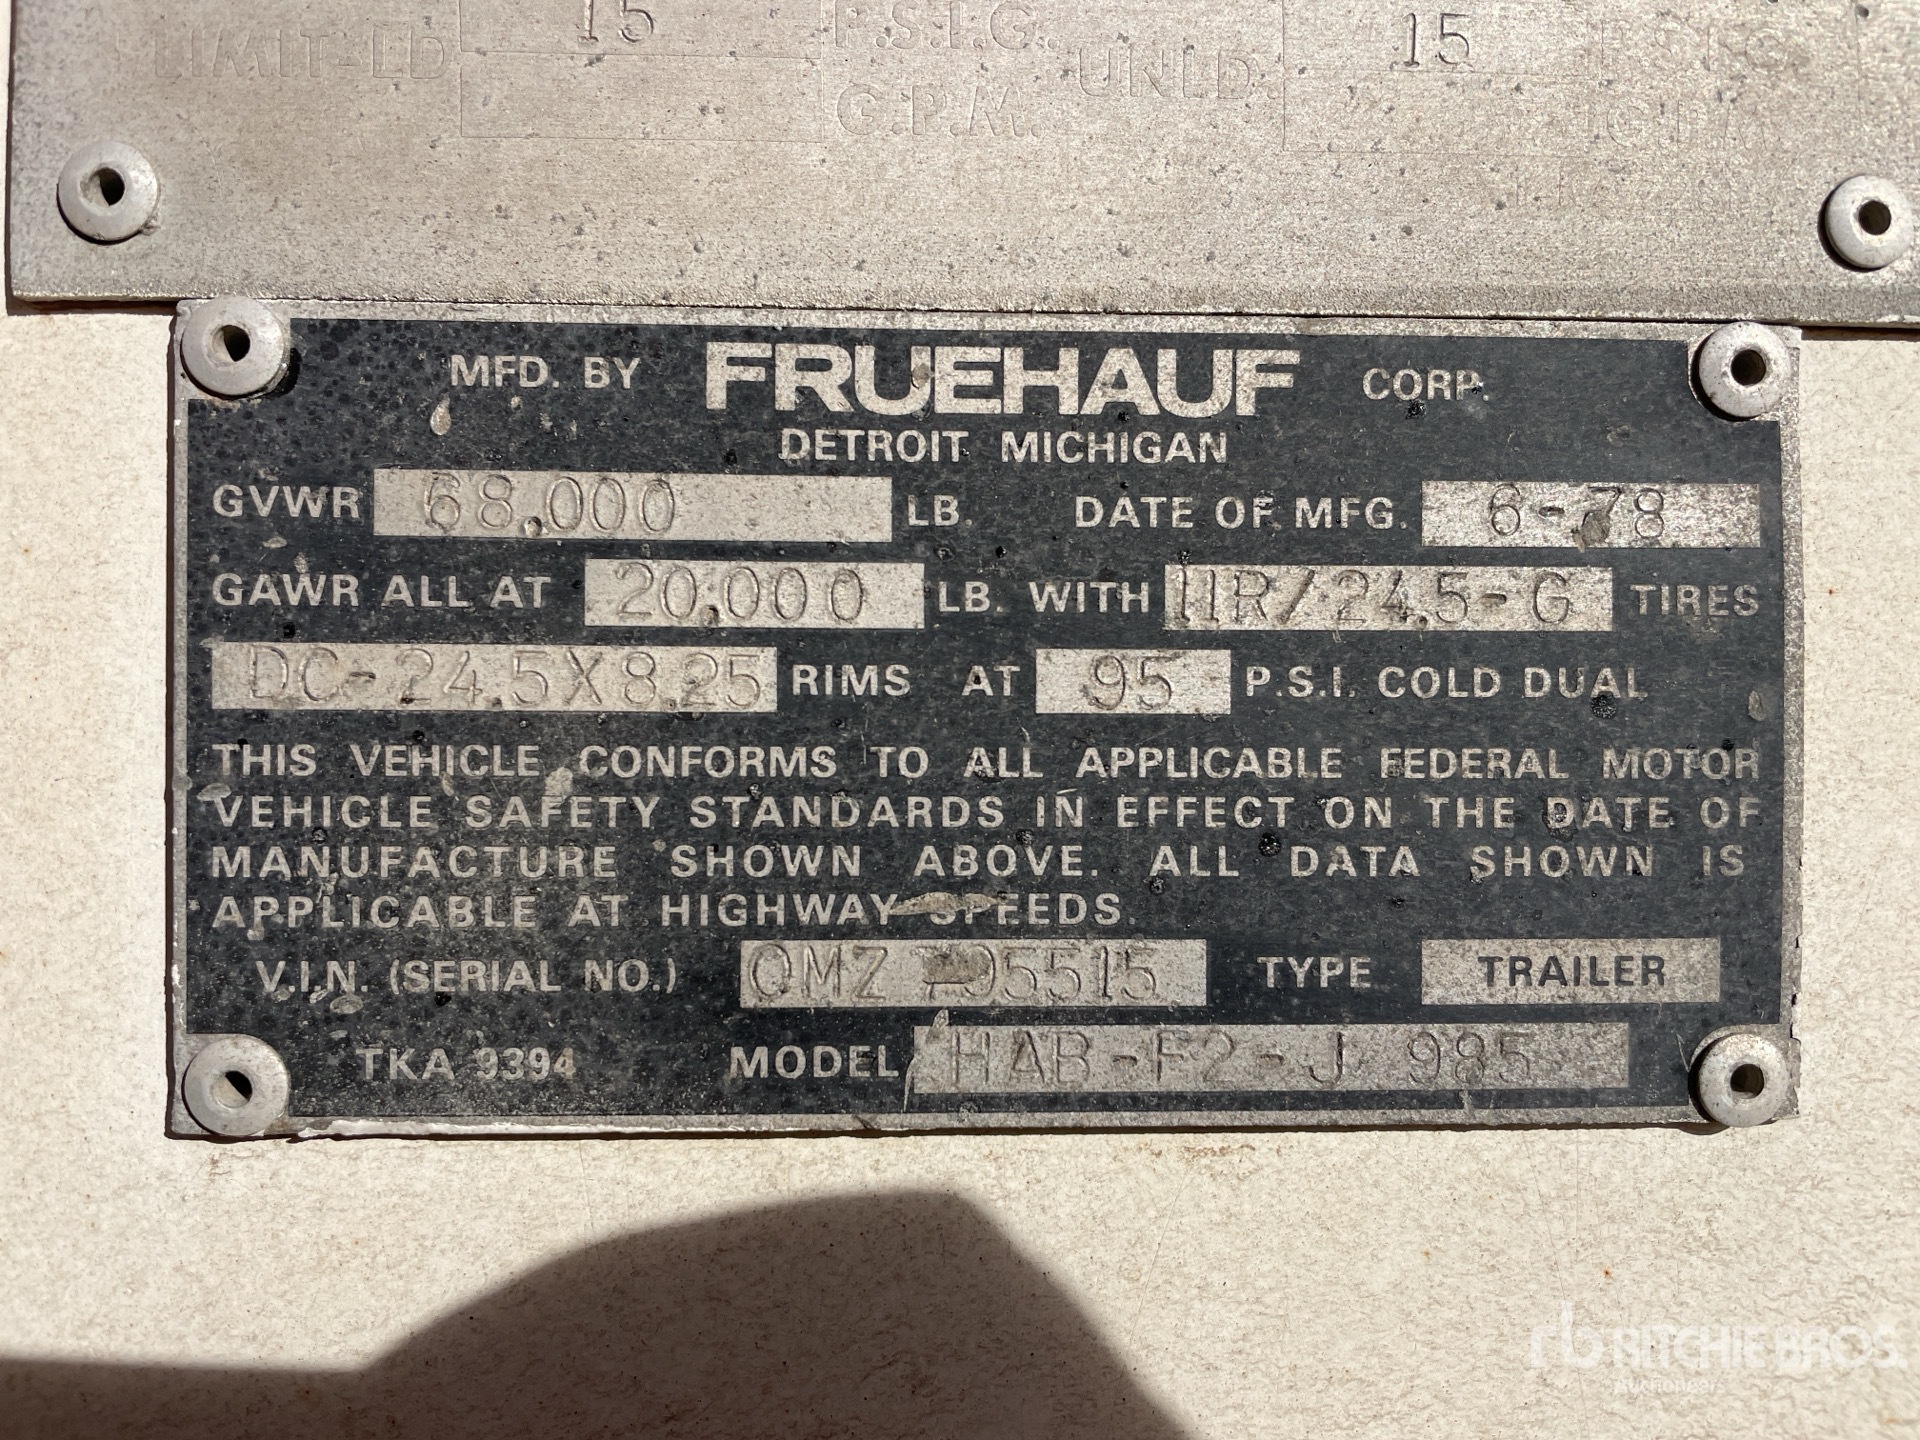 15 P.S.I.G. 15 P.S.I.G.
LIMIT-ED UNLD.
G.P.M. G.P.M.
MFD. BY FRUEHAUF CORP.
DETROIT MICHIGAN
GVWR 68,000 LB. DATE OF MFG. 6-78
GAWR ALL AT 20,000 LB. WITH 11R/24.5-G TIRES
DC-24.5X8.25 RIMS AT 95 P.S.I. COLD DUAL
THIS VEHICLE CONFORMS TO ALL APPLICABLE FEDERAL MOTOR
VEHICLE SAFETY STANDARDS IN EFFECT ON THE DATE OF
MANUFACTURE SHOWN ABOVE. ALL DATA SHOWN IS
APPLICABLE AT HIGHWAY SPEEDS.
V.I.N. (SERIAL NO.) TYPE TRAILER
TKA 9394 MODEL HAB-F2-J 985
rb RITCHIE BROS.
Auctioneers